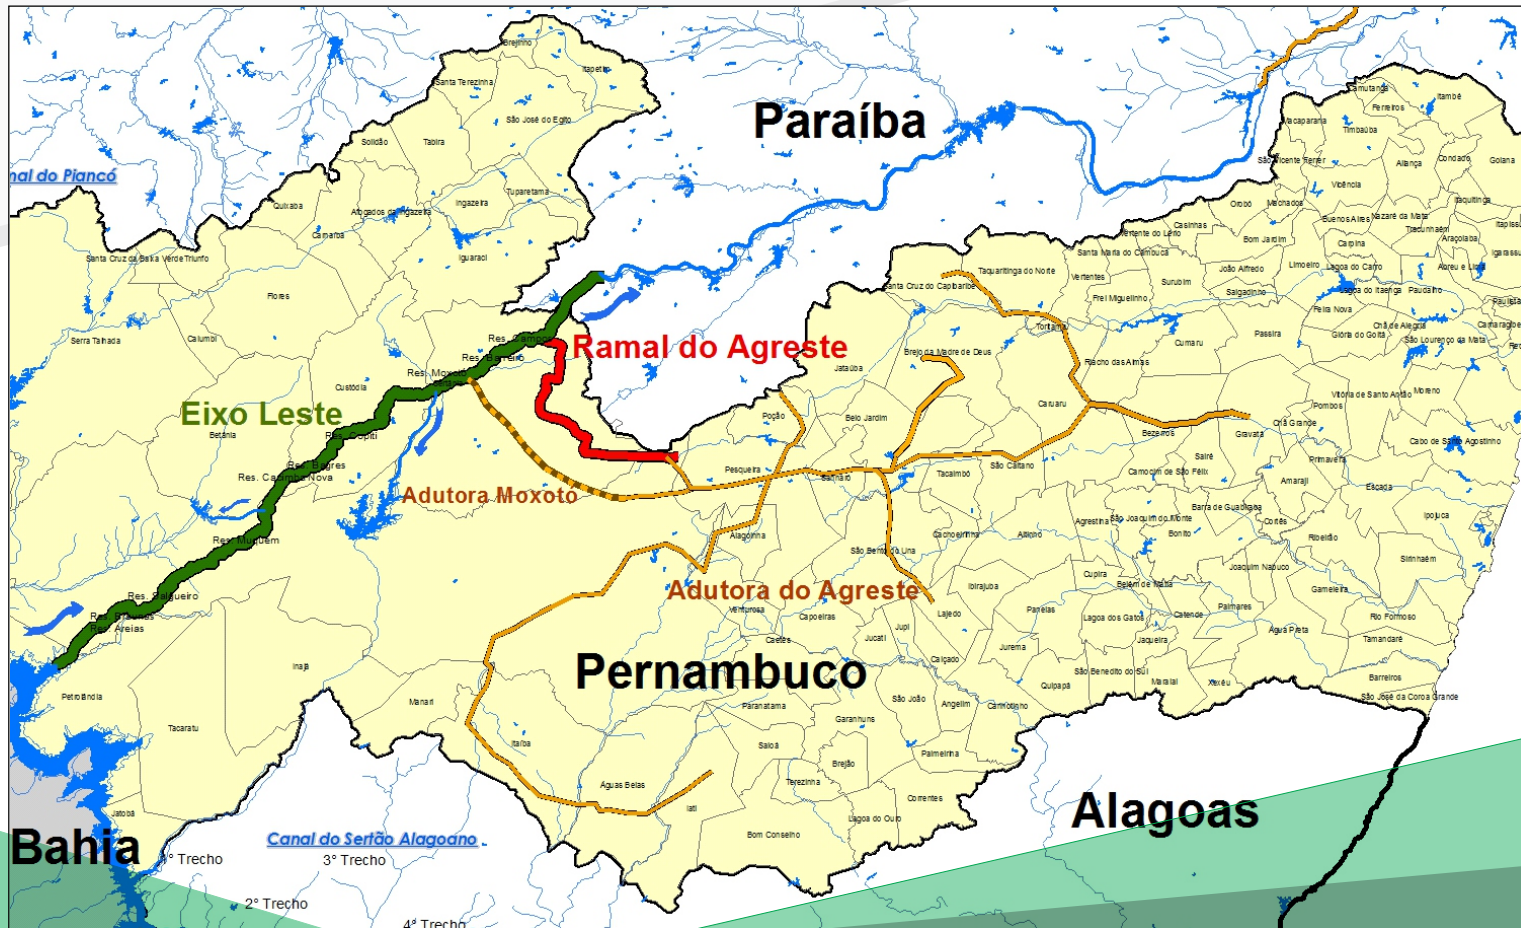 Brejinho
Itapetim
Santa Terezinha
São José do Egito
Solidão
Tabira
Paraíba
Camutanga
Itambé
Ferreiros
Macaparana
Timbaúba
São Vicente Ferrer
Aliança
Condado
Goiana
nal do Piancó
Tuparetama
Ingazeira
Quixaba
Afogados da Ingazeira
Carnaíba
Iguaraci
Vicência
Itaquitinga
Orobó
Machados
Buenos Aires
Nazaré da Mata
Tracunhaém
Casinhas
Vertente do Lério
Bom Jardim
Carpina
Araçoiaba
Santa Maria do Cambucá
Santa Cruz da Baixa Verde
Triunfo
Flores
Taquaritinga do Norte
Vertentes
João Alfredo
Limoeiro
Lagoa do Carro
Abreu e Lima
Surubim
Salgadinho
Lagoa do Itaenga
Paudalho
Santa Cruz do Capibaribe
Frei Miguelinho
Feira Nova
Toritama
Passira
Glória do Goitá
Chã de Alegria
Camaragibe
São Lourenço da Mata
Cumaru
Serra Talhada
Calumbi
Res. Campos
Ramal do Agreste
Res. Barreiro
Res. Moxotó
Custódia
Brejo da Madre de Deus
Riacho das Almas
Jataúba
Eixo Leste
Betânia
Res. Copiti
Poção
Belo Jardim
Caruaru
Bezerros
Gravatá
Chã Grande
Pombos
Vitória de Santo Antão
Moreno
Cabo de Santo Agostinho
Res. Bagres
Res. Cacimba Nova
Pesqueira
Sanharó
Tacaimbó
São Caitano
Sairé
Camocim de São Félix
Primavera
Amaraji
Escada
Adutora Moxotó
Res. Muquem
Alagoinha
São Bento do Una
Cachoeirinha
Altinho
Agrestina
São Joaquim do Monte
Barra de Guabiraba
Bonito
Cortês
Ribeirão
Ipojuca
Sirinhaém
Joaquim Nabuco
Gameleira
Adutora do Agreste
Ibirajuba
Cupira
Belém de Maria
Res. Salgueiro
Res. Areias
Venturosa
Capoeiras
Caetés
Jucati
Jupi
Lajedo
Panelas
Lagoa dos Gatos
Catende
Palmares
Jaqueira
Água Preta
Rio Formoso
Tamandaré
Inajá
Petrolândia
Pernambuco
Calçado
Jurema
Quipapá
São Benedito do Sul
Maraial
Xexéu
Barreiros
São José da Coroa Grande
Manari
Tacaratu
Paranatama
São João
Angelim
Canhotinho
Garanhuns
Itaíba
Saloá
Palmeirina
Brejão
Terezinha
Águas Belas
Iati
Correntes
Lagoa do Ouro
Bom Conselho
Jatobá
Alagoas
Bahia
Canal do Sertão Alagoano
1° Trecho
3° Trecho
2° Trecho
4° Trecho